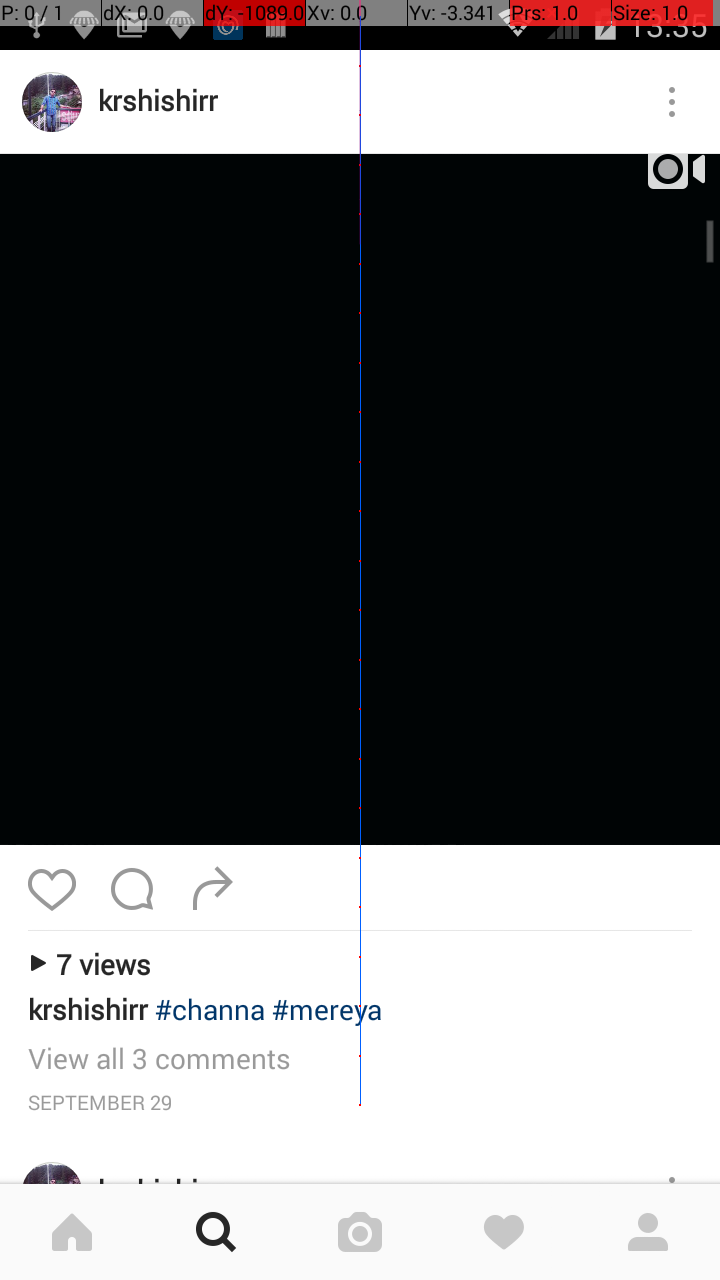 P: 0 / 1 dX: 0.0 dY: -1089.0 Xv: 0.0 Yv: -3.341 Prs: 1.0 Size: 1.0
13:35
krshishirr
7 views
krshishirr #channa #mereya
View all 3 comments
SEPTEMBER 29